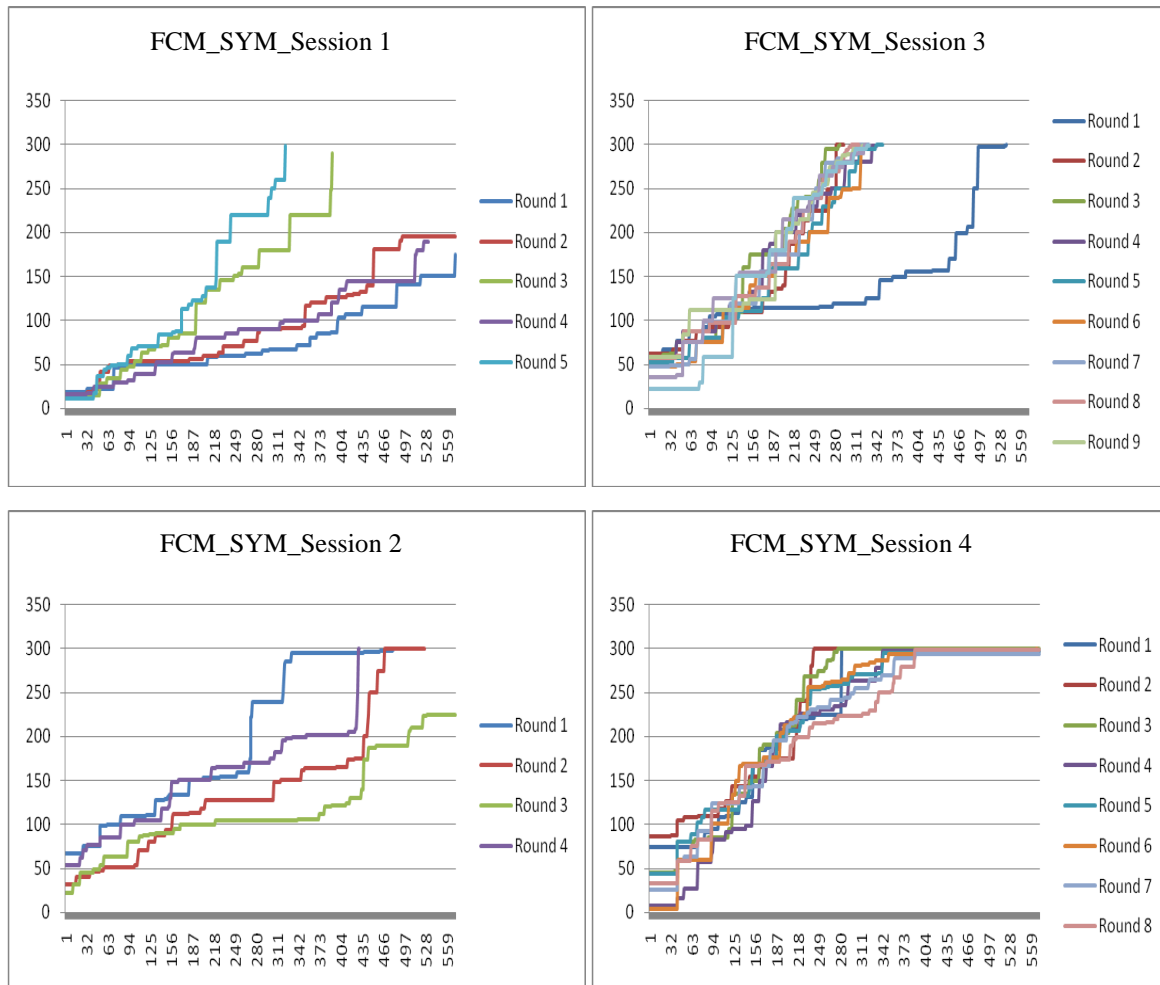 FCM_SYM_Session 1
350
300
250
200
150
100
50
0
1 32 63 94 125 156 187 218 249 280 311 342 373 404 435 466 497 528 559
Round 1
Round 2
Round 3
Round 4
Round 5
FCM_SYM_Session 3
350
300
250
200
150
100
50
0
1 32 63 94 125 156 187 218 249 280 311 342 373 404 435 466 497 528 559
Round 1
Round 2
Round 3
Round 4
Round 5
Round 6
Round 7
Round 8
Round 9
FCM_SYM_Session 2
350
300
250
200
150
100
50
0
1 32 63 94 125 156 187 218 249 280 311 342 373 404 435 466 497 528 559
Round 1
Round 2
Round 3
Round 4
FCM_SYM_Session 4
350
300
250
200
150
100
50
0
1 32 63 94 125 156 187 218 249 280 311 342 373 404 435 466 497 528 559
Round 1
Round 2
Round 3
Round 4
Round 5
Round 6
Round 7
Round 8